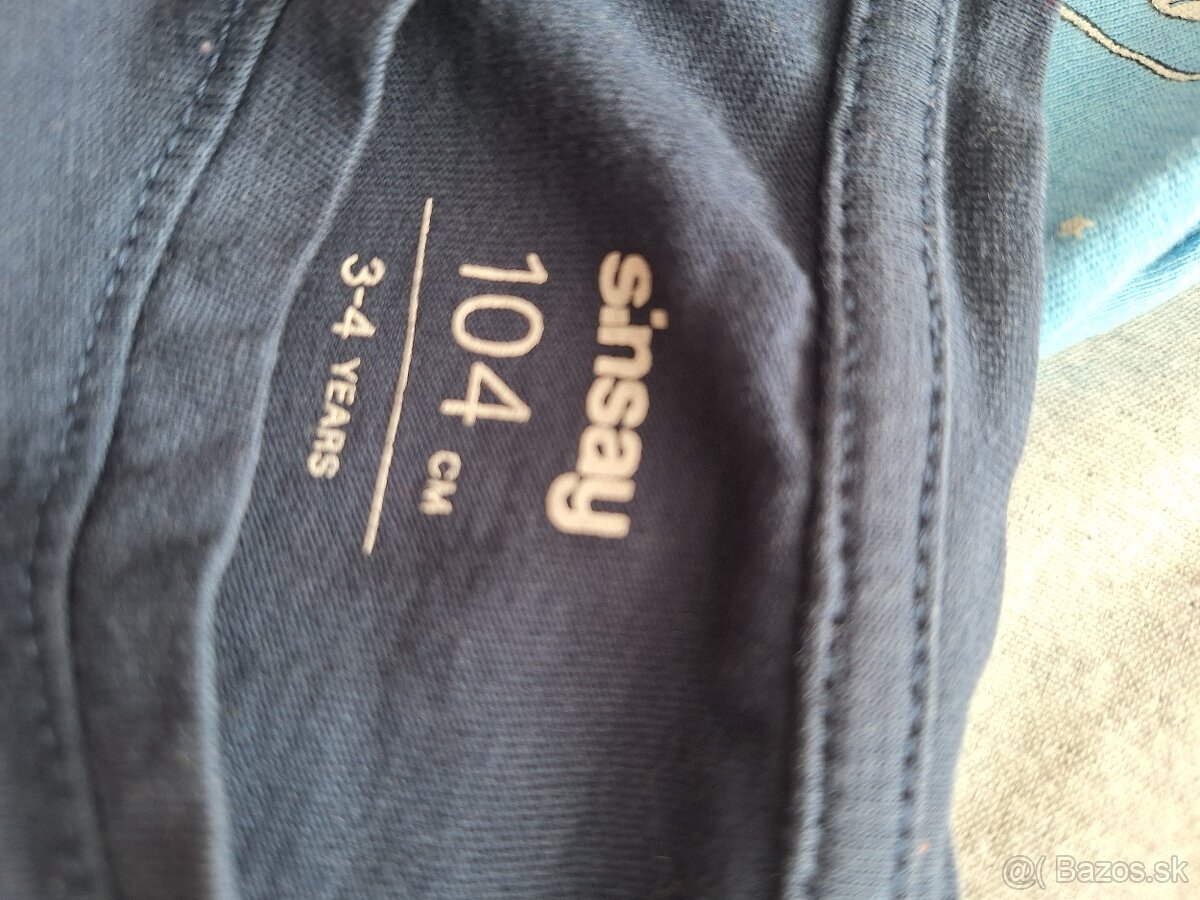 sinsay
104 CM
3-4 YEARS
@( Bazos.sk